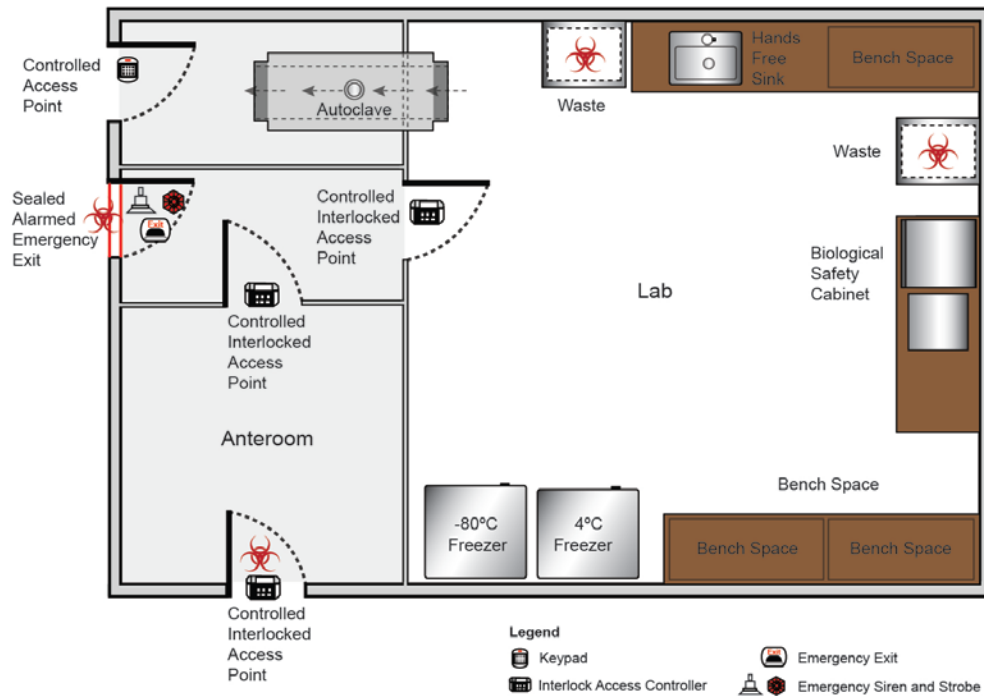 Controlled
Access
Point
Autoclave
Waste
Hands
Free
Sink
Bench Space
Waste
Sealed
Alarmed
Emergency
Exit
Exit
Controlled
Interlocked
Access
Point
Biological
Safety
Cabinet
Lab
Controlled
Interlocked
Access
Point
Anteroom
-80ºC
Freezer
4ºC
Freezer
Bench Space
Bench Space
Bench Space
Controlled
Interlocked
Access
Point
Legend
Keypad
Interlock Access Controller
Exit
Emergency Exit
Emergency Siren and Strobe